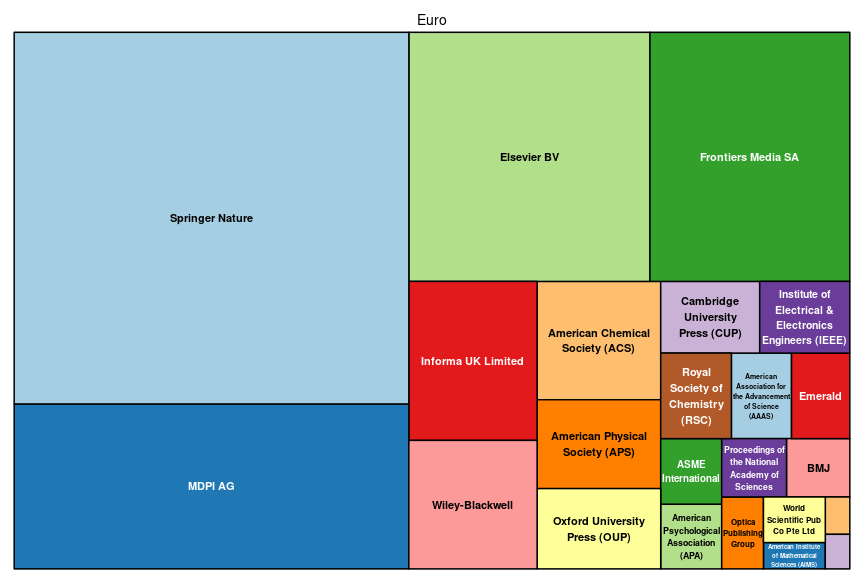 Euro
Springer Nature
MDPI AG
Elsevier BV
Frontiers Media SA
Informa UK Limited
Wiley-Blackwell
American Chemical
Society (ACS)
American Physical
Society (APS)
Oxford University
Press (OUP)
Cambridge
University
Press (CUP)
Institute of
Electrical &
Electronics
Engineers (IEEE)
Royal
Society of
Chemistry
(RSC)
American
Association for
the Advancement
of Science
(AAAS)
Emerald
ASME
International
American
Psychological
Association
(APA)
Proceedings of
the National
Academy of
Sciences
BMJ
Optica
Publishing
Group
World
Scientific Pub
Co Pte Ltd
American Institute
of Mathematical
Sciences (AIMS)